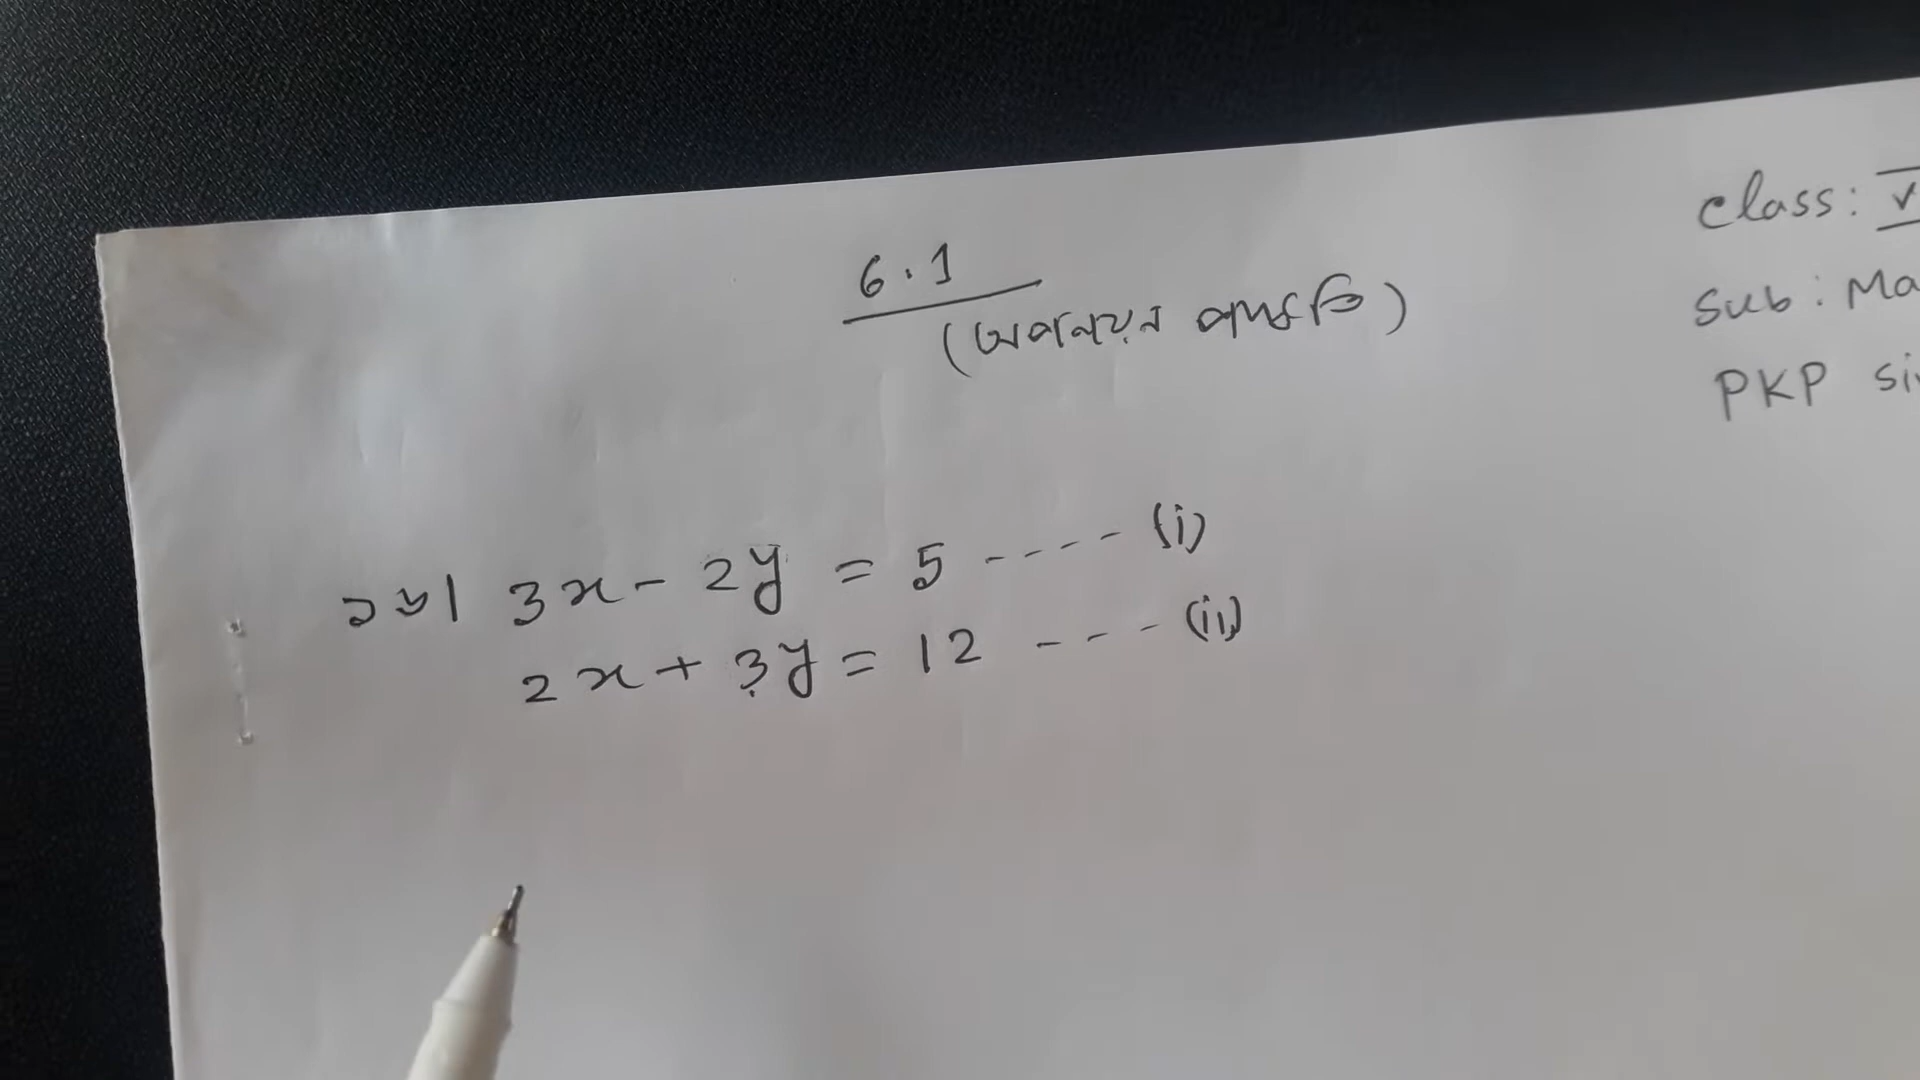 6.1
(অপনয়ন পদ্ধতি)
class:
Sub: Ma
PKP si
১৬। 3x - 2y = 5 ---- (i)
2x + 3y = 12 --- (ii)